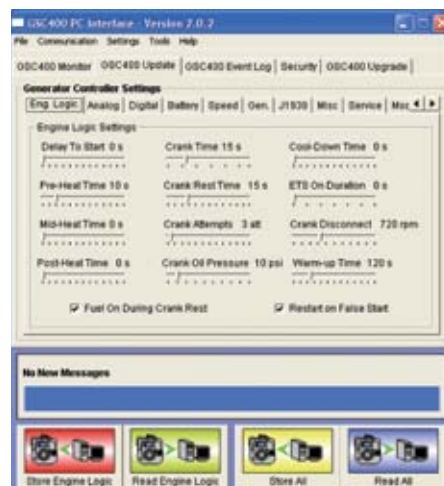 GSC400 PC Interface - Version 2.0.2
File Communication Settings Tools Help
GSC400 Monitor GSC400 Update GSC400 Event Log Security GSC400 Upgrade
Generator Controller Settings
Eng. Logic Analog Digital Battery Speed Gen. J1939 Misc Service
Engine Logic Settings
Delay To Start 0 s Crank Time 15 s Cool-Down Time 0 s
Pre-Heat Time 10 s Crank Rest Time 15 s ETS On-Duration 0 s
Mid-Heat Time 0 s Crank Attempts 3 att Crank Disconnect 720 rpm
Post-Heat Time 0 s Crank Oil Pressure 10 psi Warm-up Time 120 s
Fuel On During Crank Rest Restart on False Start
No New Messages
Store Engine Logic Read Engine Logic Store All Read All